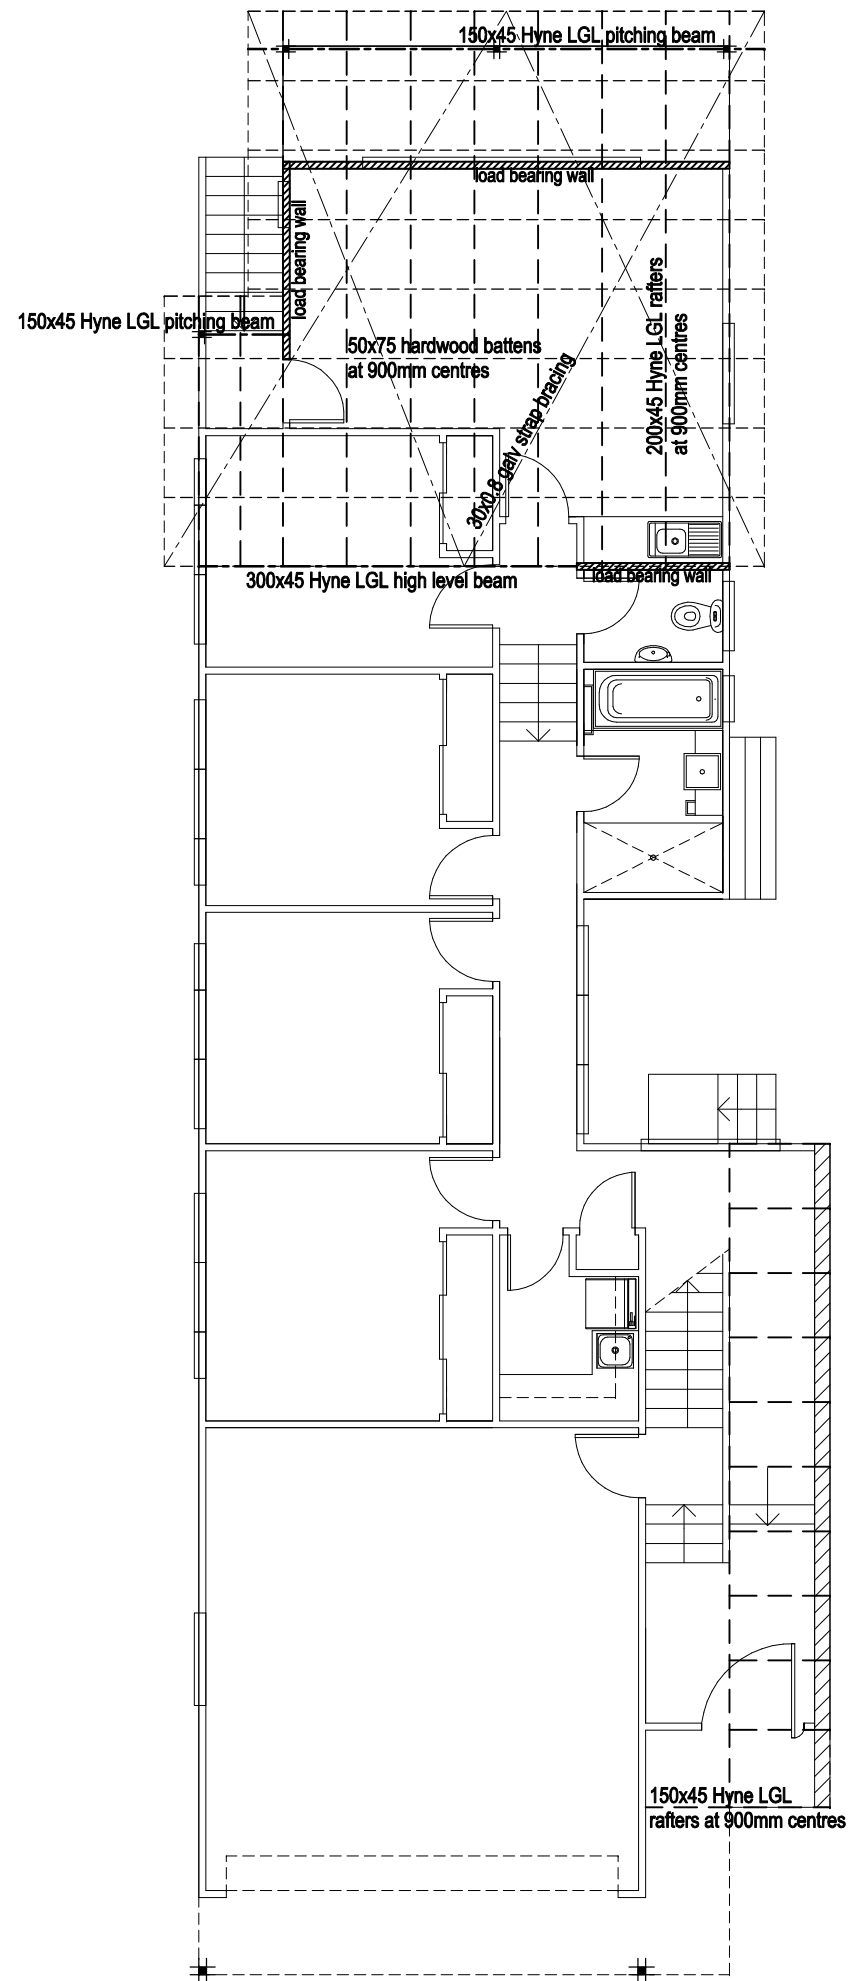 150x45 Hyne LGL pitching beam
load bearing wall
load bearing wall
150x45 Hyne LGL pitching beam
50x75 hardwood battens
at 900mm centres
200x45 Hyne LGL rafters
at 900mm centres
30x0.8 galv strap bracing
300x45 Hyne LGL high level beam
load bearing wall
150x45 Hyne LGL
rafters at 900mm centres